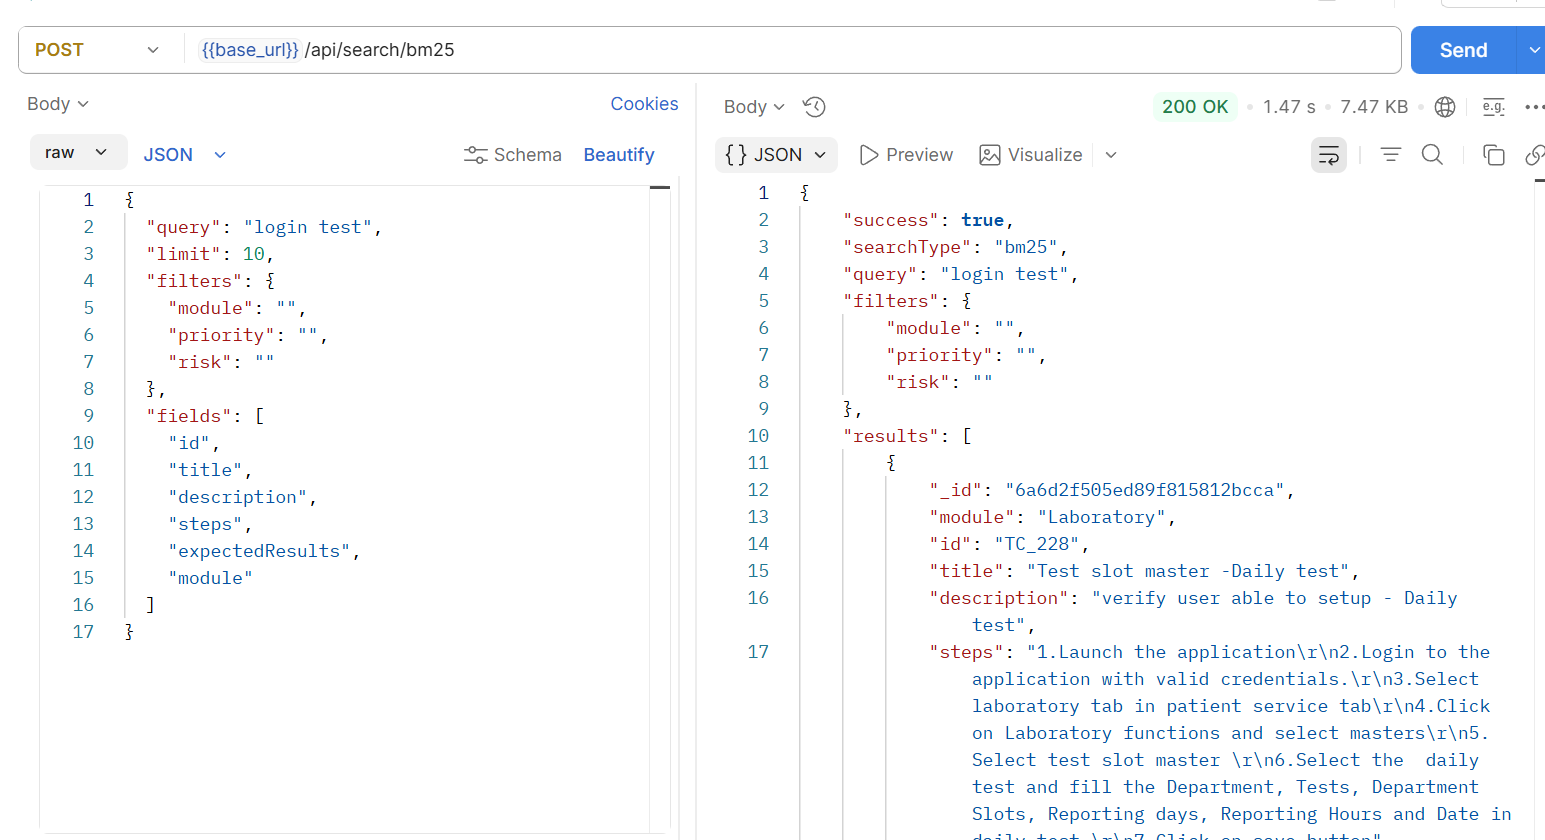 POST {{base_url}}/api/search/bm25 Send
Body Cookies
raw JSON Schema Beautify
1 {
2 "query": "login test",
3 "limit": 10,
4 "filters": {
5 "module": "",
6 "priority": "",
7 "risk": ""
8 },
9 "fields": [
10 "id",
11 "title",
12 "description",
13 "steps",
14 "expectedResults",
15 "module"
16 ]
17 }
Body 200 OK • 1.47 s • 7.47 KB • e.g.
{} JSON Preview Visualize
1 {
2 "success": true,
3 "searchType": "bm25",
4 "query": "login test",
5 "filters": {
6 "module": "",
7 "priority": "",
8 "risk": ""
9 },
10 "results": [
11 {
12 "_id": "6a6d2f505ed89f815812bcca",
13 "module": "Laboratory",
14 "id": "TC_228",
15 "title": "Test slot master -Daily test",
16 "description": "verify user able to setup - Daily
test",
17 "steps": "1.Launch the application\r\n2.Login to the
application with valid credentials.\r\n3.Select
laboratory tab in patient service tab\r\n4.Click
on Laboratory functions and select masters\r\n5.
Select test slot master \r\n6.Select the  daily
test and fill the Department, Tests, Department
Slots, Reporting days, Reporting Hours and Date in
daily test.\r\n7.Click on save button"